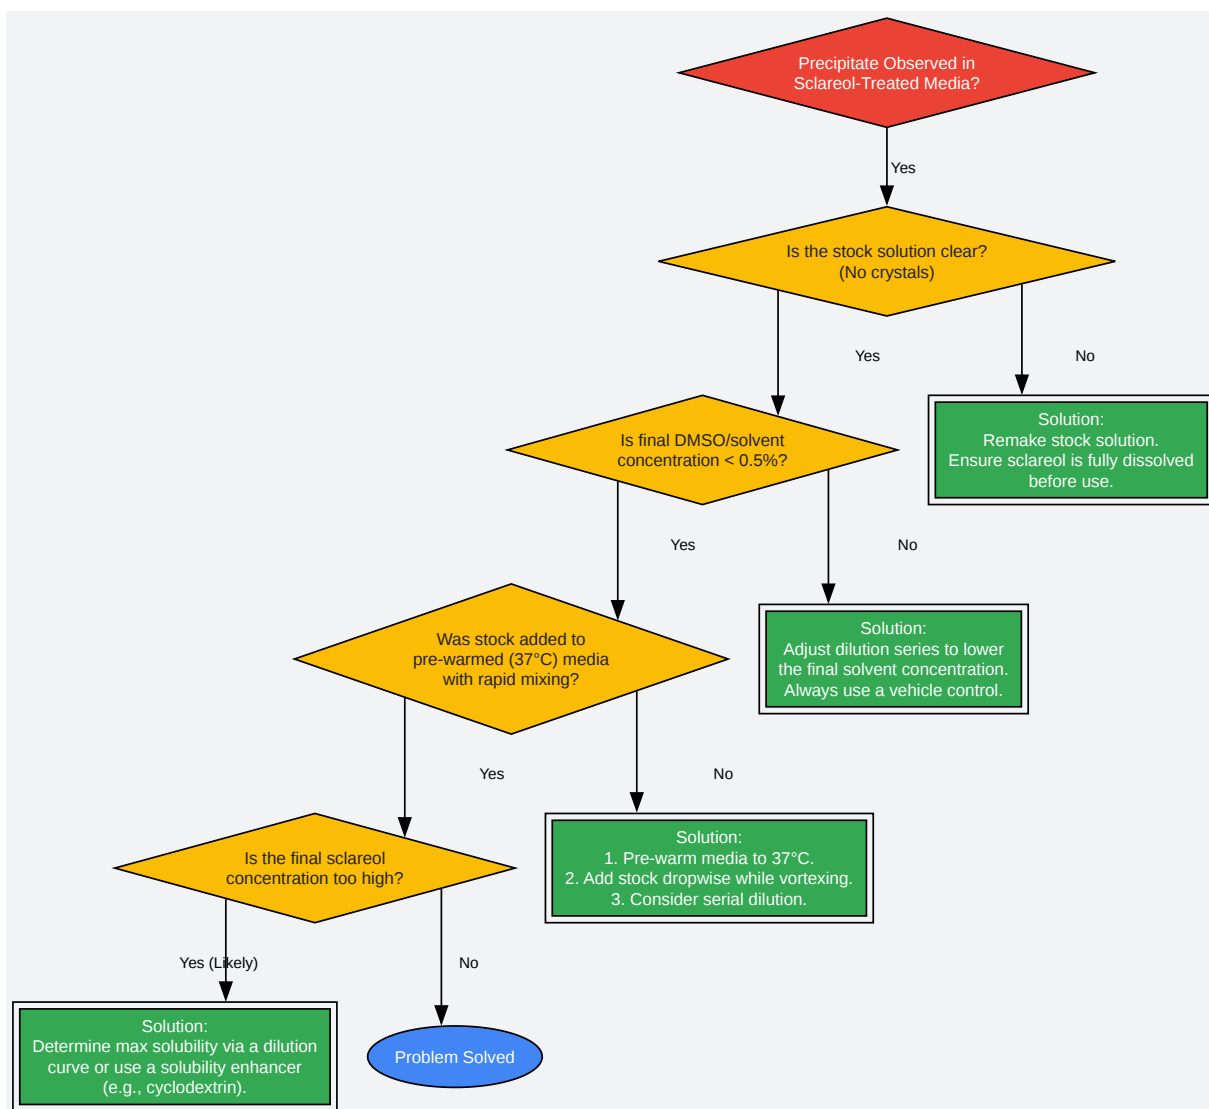 Precipitate Observed in
Sclareol-Treated Media?
Yes
Is the stock solution clear?
(No crystals)
Yes
No
Solution:
Remake stock solution.
Ensure sclareol is fully dissolved
before use.
Is final DMSO/solvent
concentration < 0.5%?
Yes
No
Solution:
Adjust dilution series to lower
the final solvent concentration.
Always use a vehicle control.
Was stock added to
pre-warmed (37°C) media
with rapid mixing?
Yes
No
Solution:
1. Pre-warm media to 37°C.
2. Add stock dropwise while vortexing.
3. Consider serial dilution.
Is the final sclareol
concentration too high?
Yes (Likely)
No
Solution:
Determine max solubility via a dilution
curve or use a solubility enhancer
(e.g., cyclodextrin).
Problem Solved